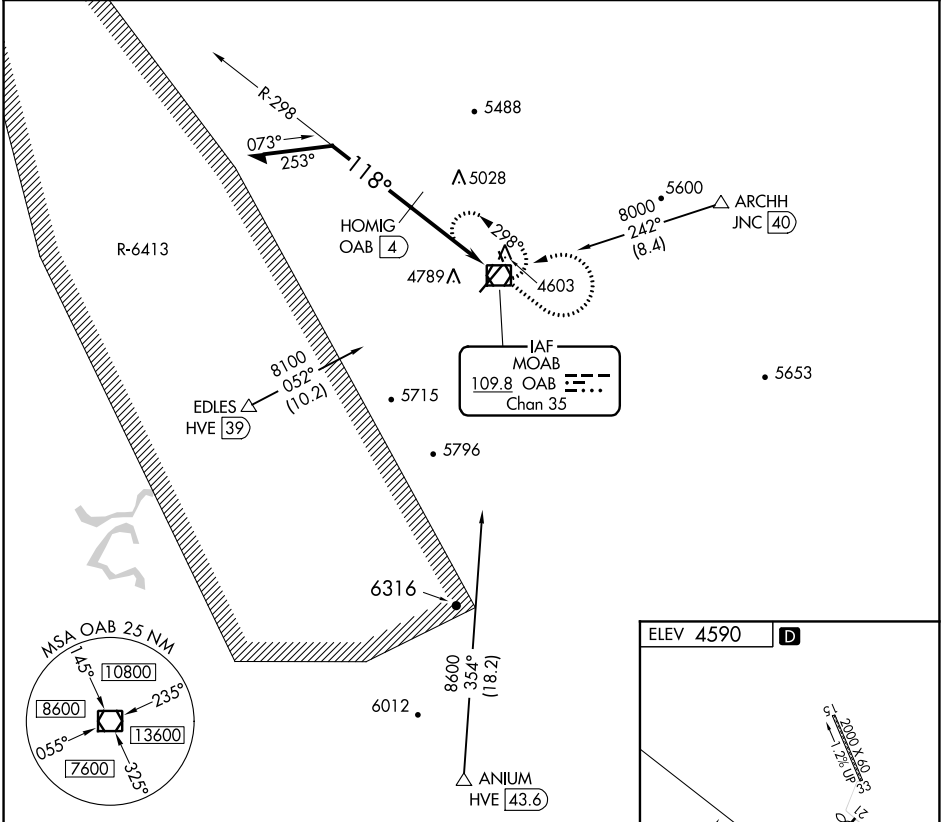 R-298
5488
073°
253°
118°
5028
5600
ARCHH
JNC 40
8000
242°
(8.4)
HOMIG
OAB 4
298°
R-6413
4789
4603
IAF
MOAB
109.8 OAB
Chan 35
8100
052°
(10.2)
5653
EDLES
HVE 39
5715
5796
6316
MSA OAB 25 NM
145°
10800
235°
8600
13600
055°
7600
325°
8600
354°
(18.2)
6012
ANIUM
HVE 43.6
ELEV 4590 D
15
2000 X 60
1.2% UP
33
21